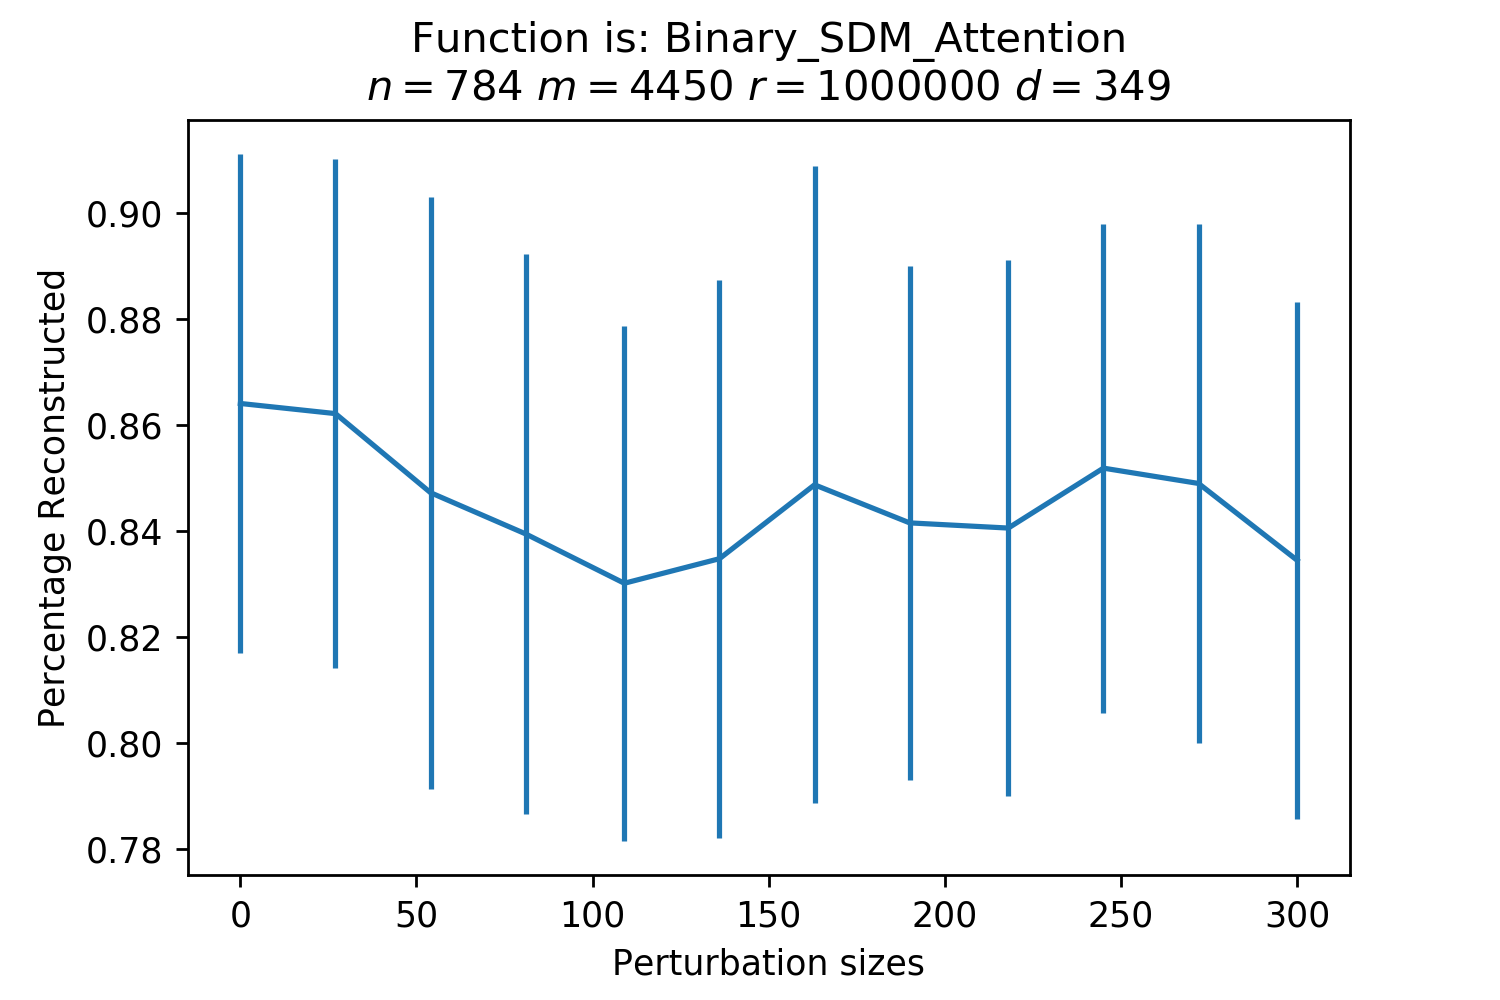 Function is: Binary_SDM_Attention
n = 784 m = 4450 r = 1000000 d = 349
Percentage Reconstructed
0.90
0.88
0.86
0.84
0.82
0.80
0.78
0 50 100 150 200 250 300
Perturbation sizes